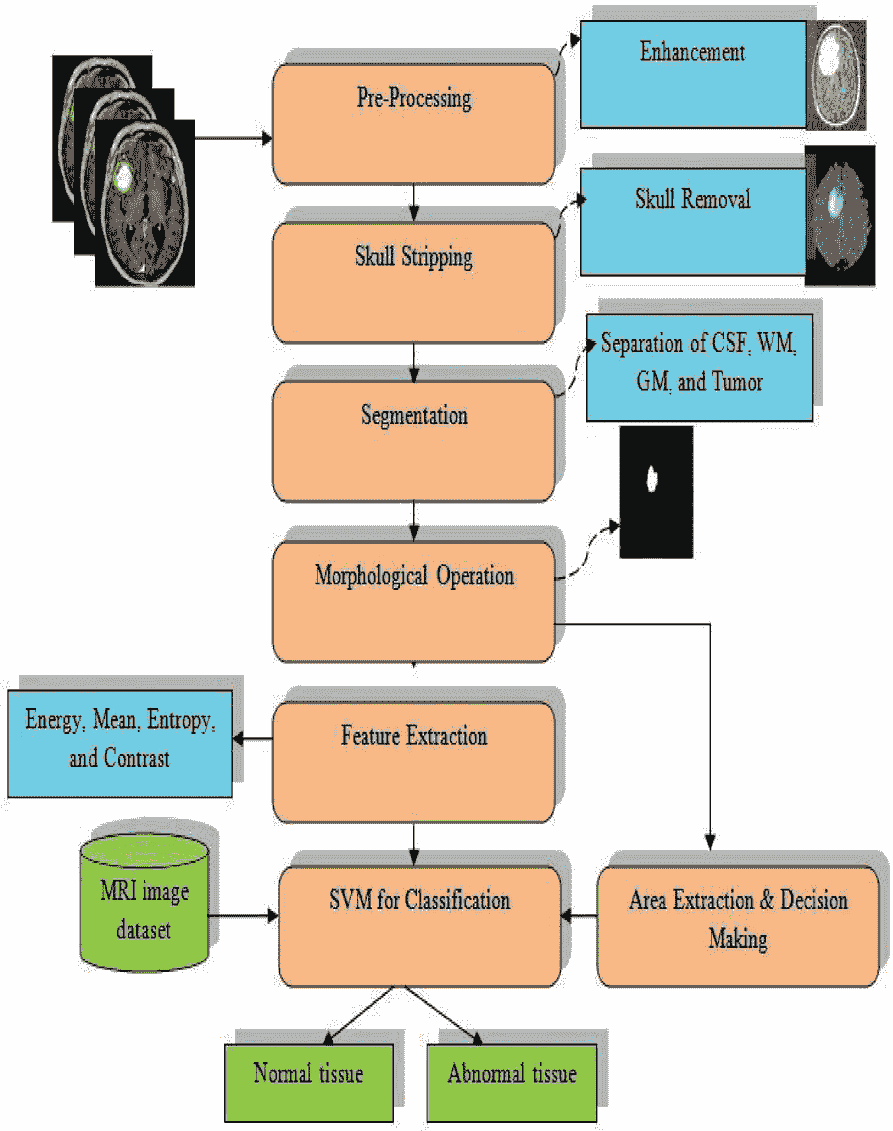 Pre-Processing
Enhancement
Skull Stripping
Skull Removal
Segmentation
Separation of CSF, WM,
GM, and Tumor
Morphological Operation
Feature Extraction
Energy, Mean, Entropy,
and Contrast
MRI image
dataset
SVM for Classification
Area Extraction & Decision
Making
Normal tissue
Abnormal tissue